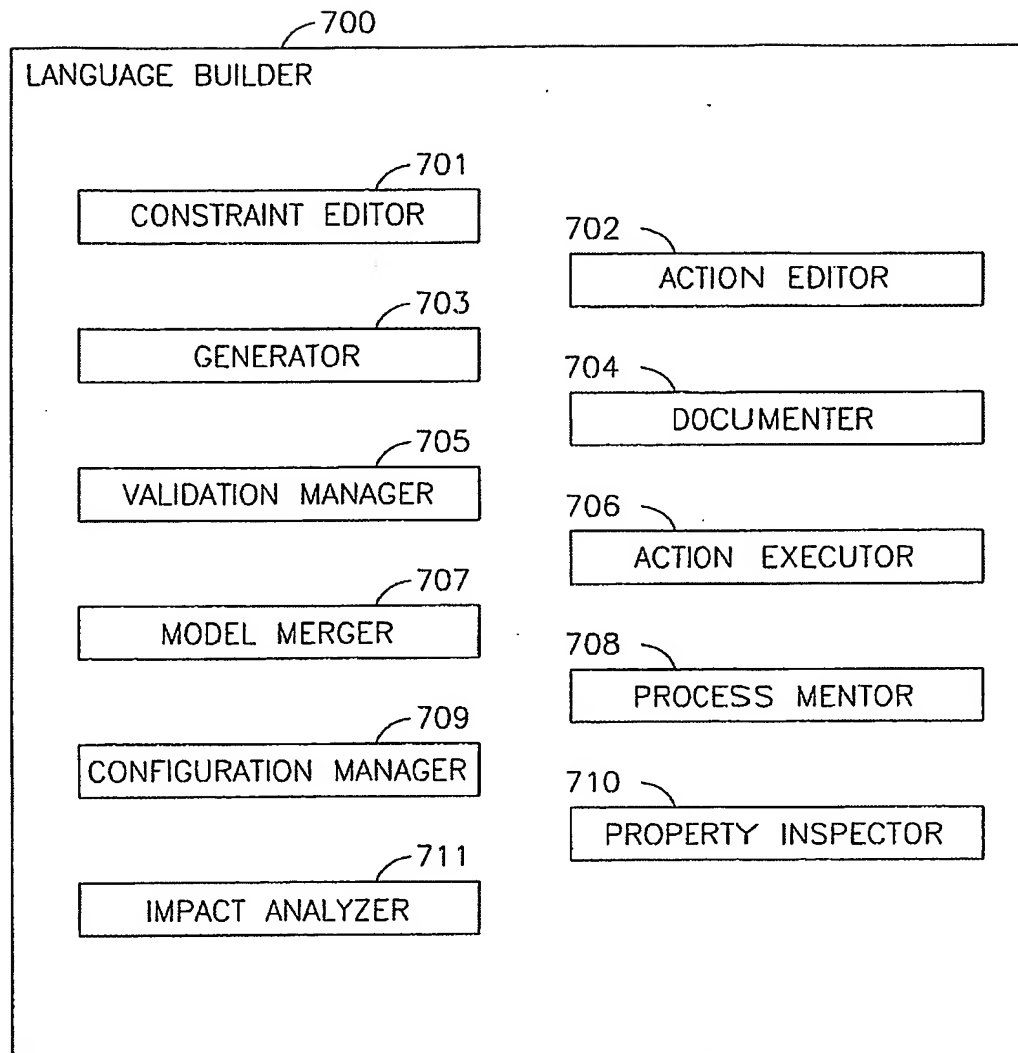 700
LANGUAGE BUILDER
701
CONSTRAINT EDITOR
702
ACTION EDITOR
703
GENERATOR
704
DOCUMENTER
705
VALIDATION MANAGER
706
ACTION EXECUTOR
707
MODEL MERGER
708
PROCESS MENTOR
709
CONFIGURATION MANAGER
710
PROPERTY INSPECTOR
711
IMPACT ANALYZER